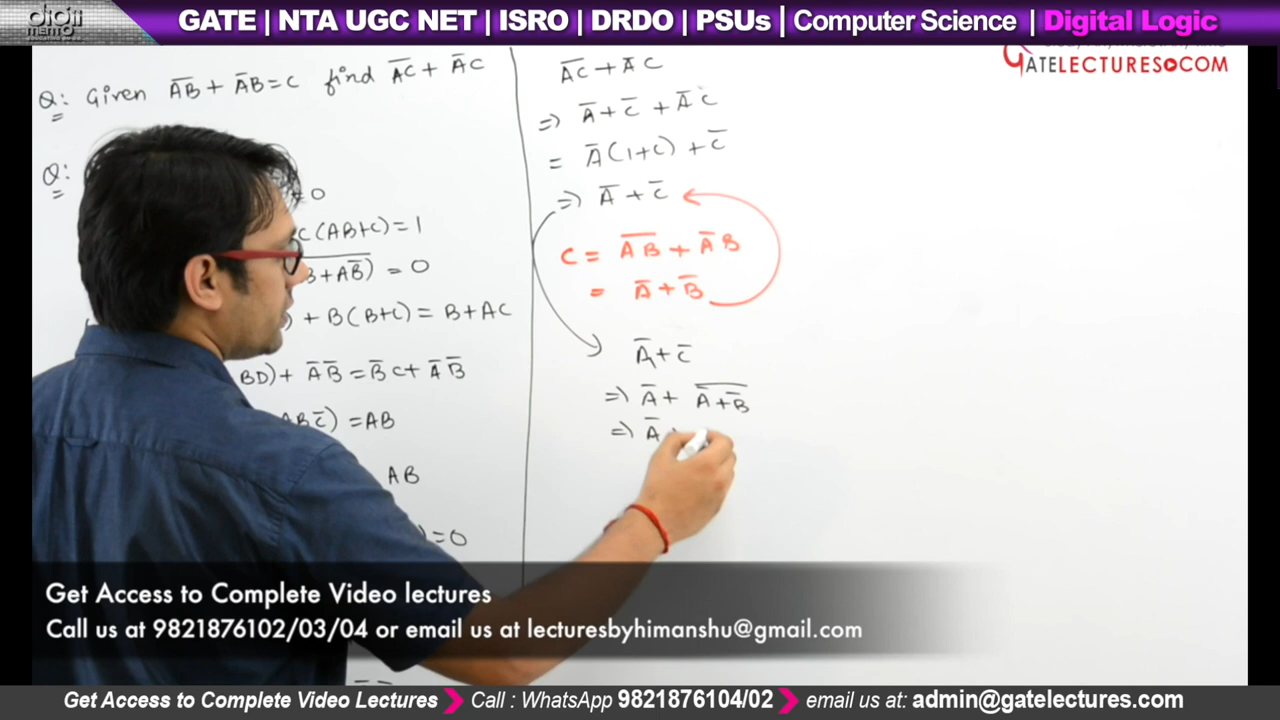 digii
MENTO
GATE | NTA UGC NET | ISRO | DRDO | PSUs | Computer Science | Digital Logic
GATELECTURES.COM
Q: Given A̅B̅ + A̅B = C find A̅C̅ + A̅C
Q:
= 0
C(AB+C) = 1
B + AB̅) = 0
) + B(B+C) = B + AC
BD) + A̅B̅ = B̅C + A̅B̅
ABC̅) = AB
AB
) = 0
A̅C̅ + A̅C
=> A̅ + C̅ + A̅C
= A̅(1+C) + C̅
=> A̅ + C̅
C = A̅B̅ + A̅B
= A̅ + B̅
A̅ + C̅
=> A̅ + \overline{A̅ + B̅}
=> A̅ +
Get Access to Complete Video lectures
Call us at 9821876102/03/04 or email us at lecturesbyhimanshu@gmail.com
Get Access to Complete Video Lectures Call : WhatsApp 9821876104/02 email us at: admin@gatelectures.com